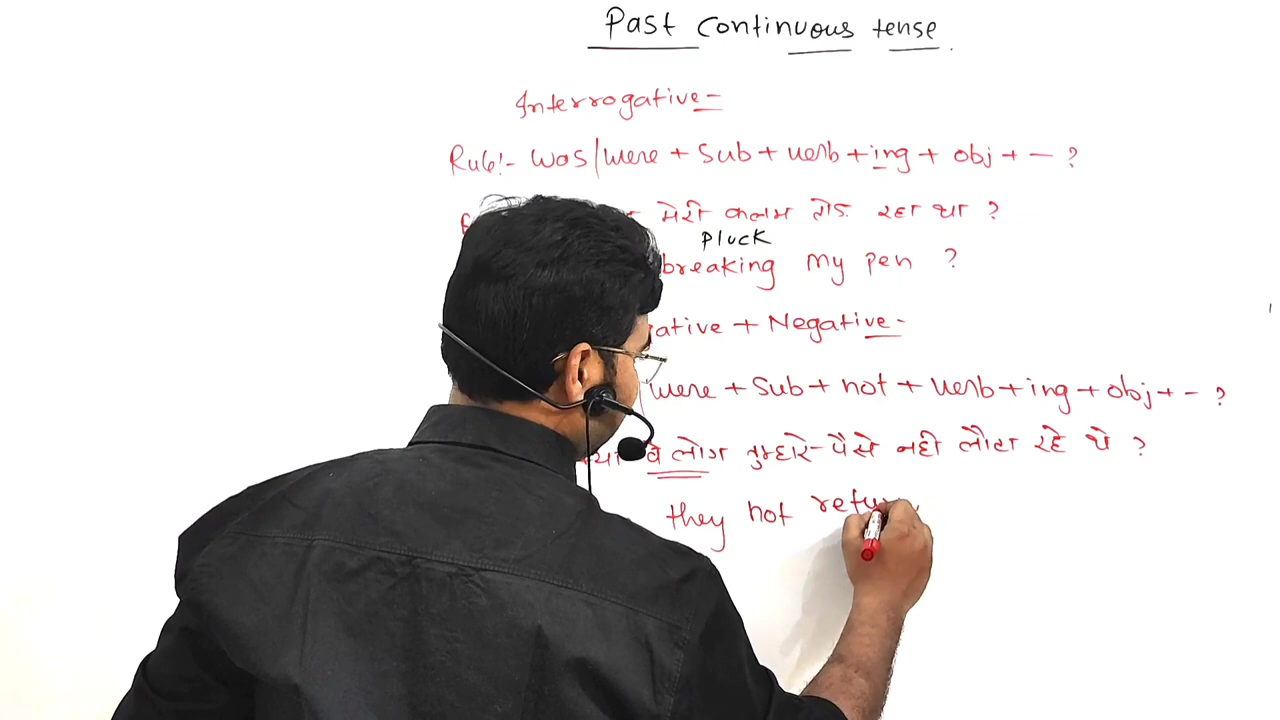 Past Continuous tense.
Interrogative-
Rule:- Was/were + Sub + verb + ing + obj + - ?
मेरी कलम तोड़ रहा था ?
Pluck
breaking my pen ?
ative + Negative-
were + Sub + not + verb + ing + obj + - ?
क्या वे लोग तुम्हारे पैसे नही लौटा रहे थे ?
they not retur